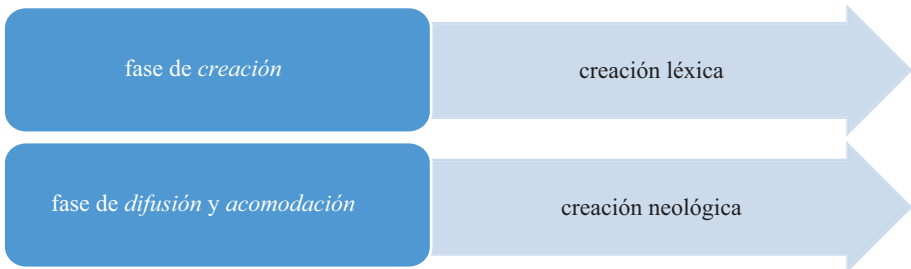 fase de creación
creación léxica
fase de difusión y acomodación
creación neológica